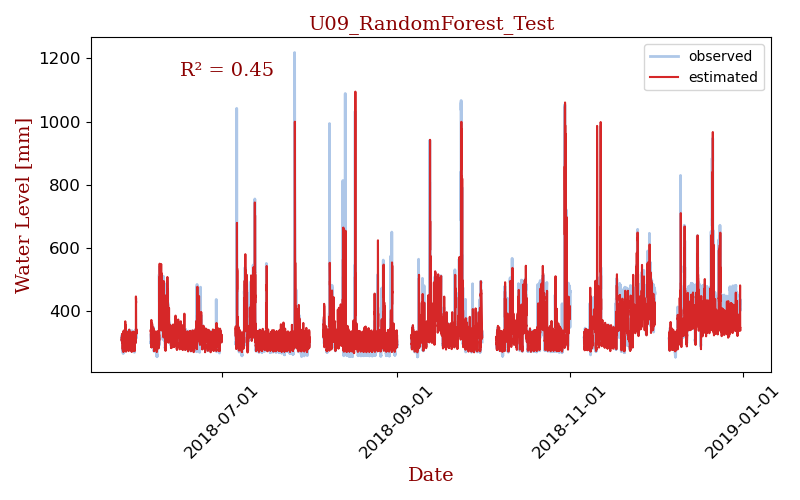 U09_RandomForest_Test
R² = 0.45
observed
estimated
Water Level [mm]
1200
1000
800
600
400
2018-07-01
2018-09-01
2018-11-01
2019-01-01
Date